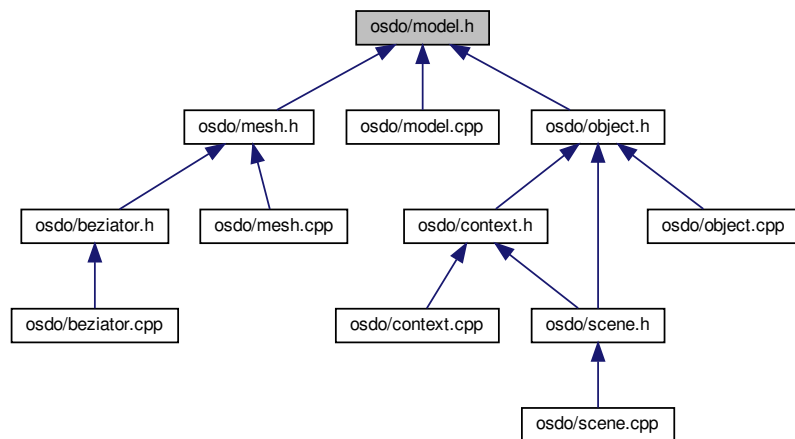 osdo/model.h
osdo/mesh.h
osdo/model.cpp
osdo/object.h
osdo/beziator.h
osdo/mesh.cpp
osdo/context.h
osdo/object.cpp
osdo/beziator.cpp
osdo/context.cpp
osdo/scene.h
osdo/scene.cpp